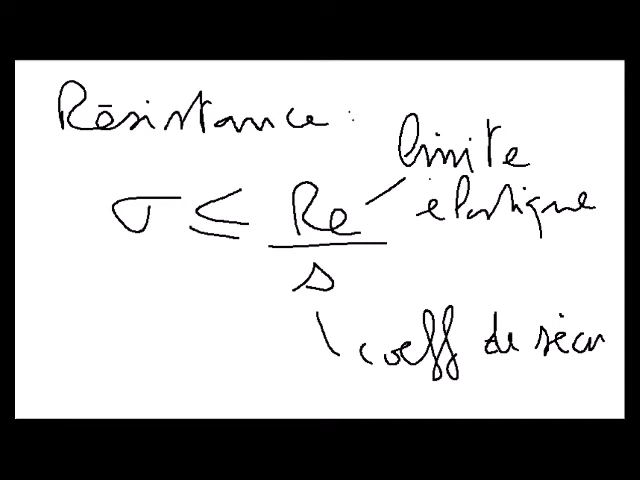 Résistance :
limite
élastique
σ ≤ Re
s
coeff de sécu